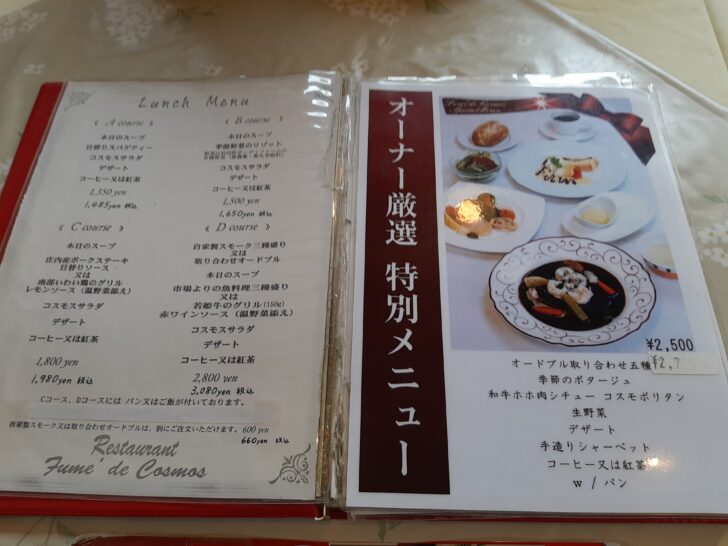 Lunch Menu
《 A course 》
本日のスープ
日替りスパゲティー
コスモスサラダ
デザート
コーヒー又は紅茶
1,350 yen
1,485yen 税込
《 B course 》
本日のスープ
季節野菜のリゾット
コスモスサラダ
デザート
コーヒー又は紅茶
1,500 yen
1,650 yen 税込
《 C course 》
本日のスープ
庄内産ポークステーキ
日替りソース
又は
南部いわい鶏のグリル
レモンソース（温野菜添え）
コスモスサラダ
デザート
コーヒー又は紅茶
1,800 yen
1,980yen 税込
《 D course 》
自家製スモーク三種盛り
又は
取り合わせオードブル
本日のスープ
市場よりの魚料理三種盛り
又は
若姫牛のグリル(150g)
赤ワインソース（温野菜添え）
コスモスサラダ
デザート
コーヒー又は紅茶
2,800 yen
3,080yen 税込
Cコース、Dコースには パン又はご飯が付いております。
自家製スモーク又は取り合わせオードブルは、別にご注文いただけます。600 yen
660yen 税込
Restaurant
Fume' de Cosmos
オーナー厳選 特別メニュー
¥2,500
¥2,7
オードブル取り合わせ五種
季節のポタージュ
和牛ホホ肉シチュー コスモポリタン
生野菜
デザート
手造りシャーベット
コーヒー又は紅茶
w / パン